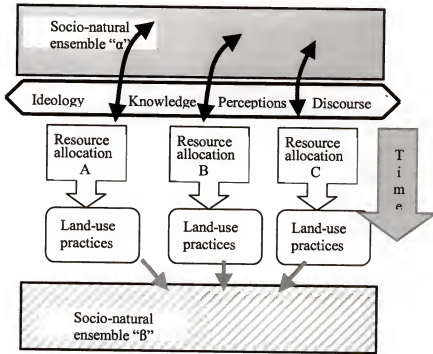 Socio-natural
ensemble “α”
Ideology Knowledge Perceptions Discourse
Resource
allocation
A
Resource
allocation
B
Resource
allocation
C
T
i
m
e
Land-use
practices
Land-use
practices
Land-use
practices
Socio-natural
ensemble “β”